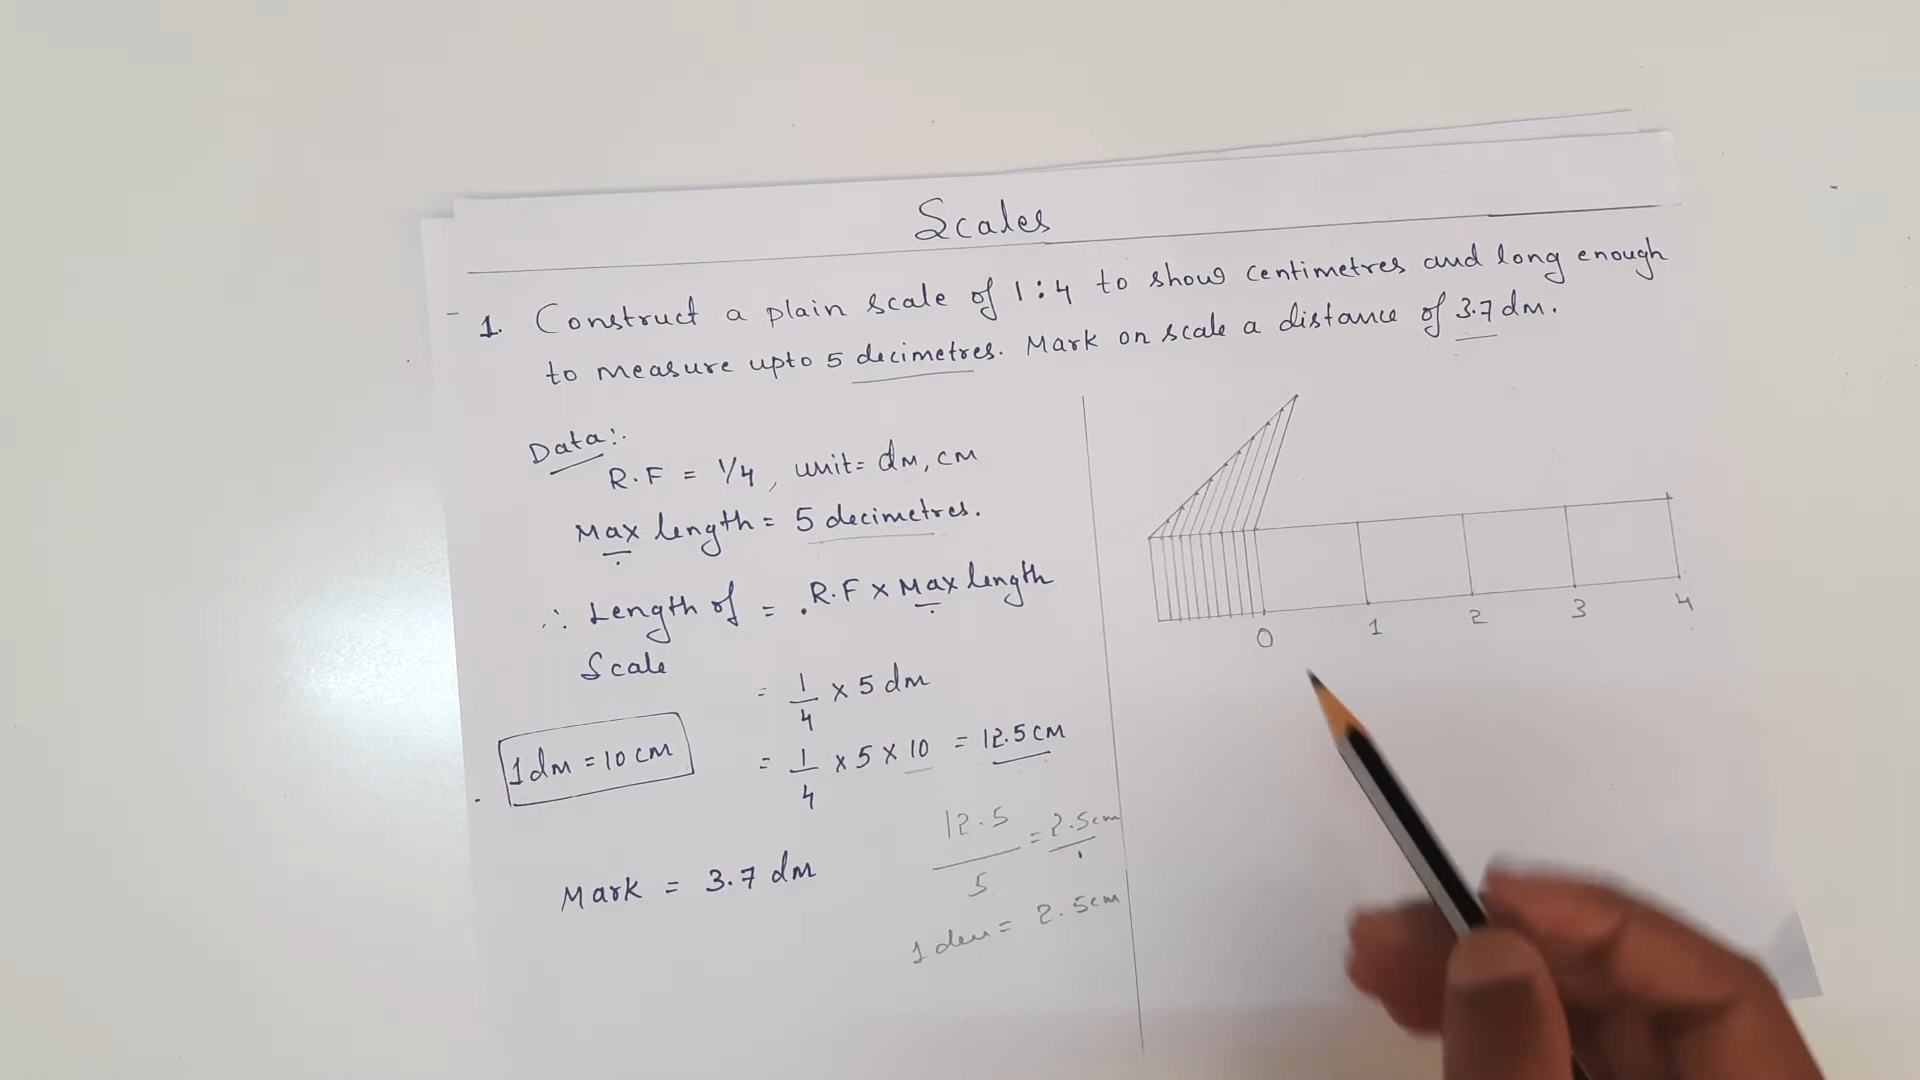 Scales
1. Construct a plain scale of 1:4 to show centimetres and long enough
to measure upto 5 decimetres. Mark on scale a distance of 3.7 dm.
Data:.
R.F = 1/4, unit= dm, cm
Max length = 5 decimetres.
∴ Length of = R.F x Max length
Scale
= 1/4 x 5 dm
1 dm = 10 cm
= 1/4 x 5 x 10 = 12.5 cm
Mark = 3.7 dm
12.5/5 = 2.5cm
1 dm = 2.5cm
0 1 2 3 4